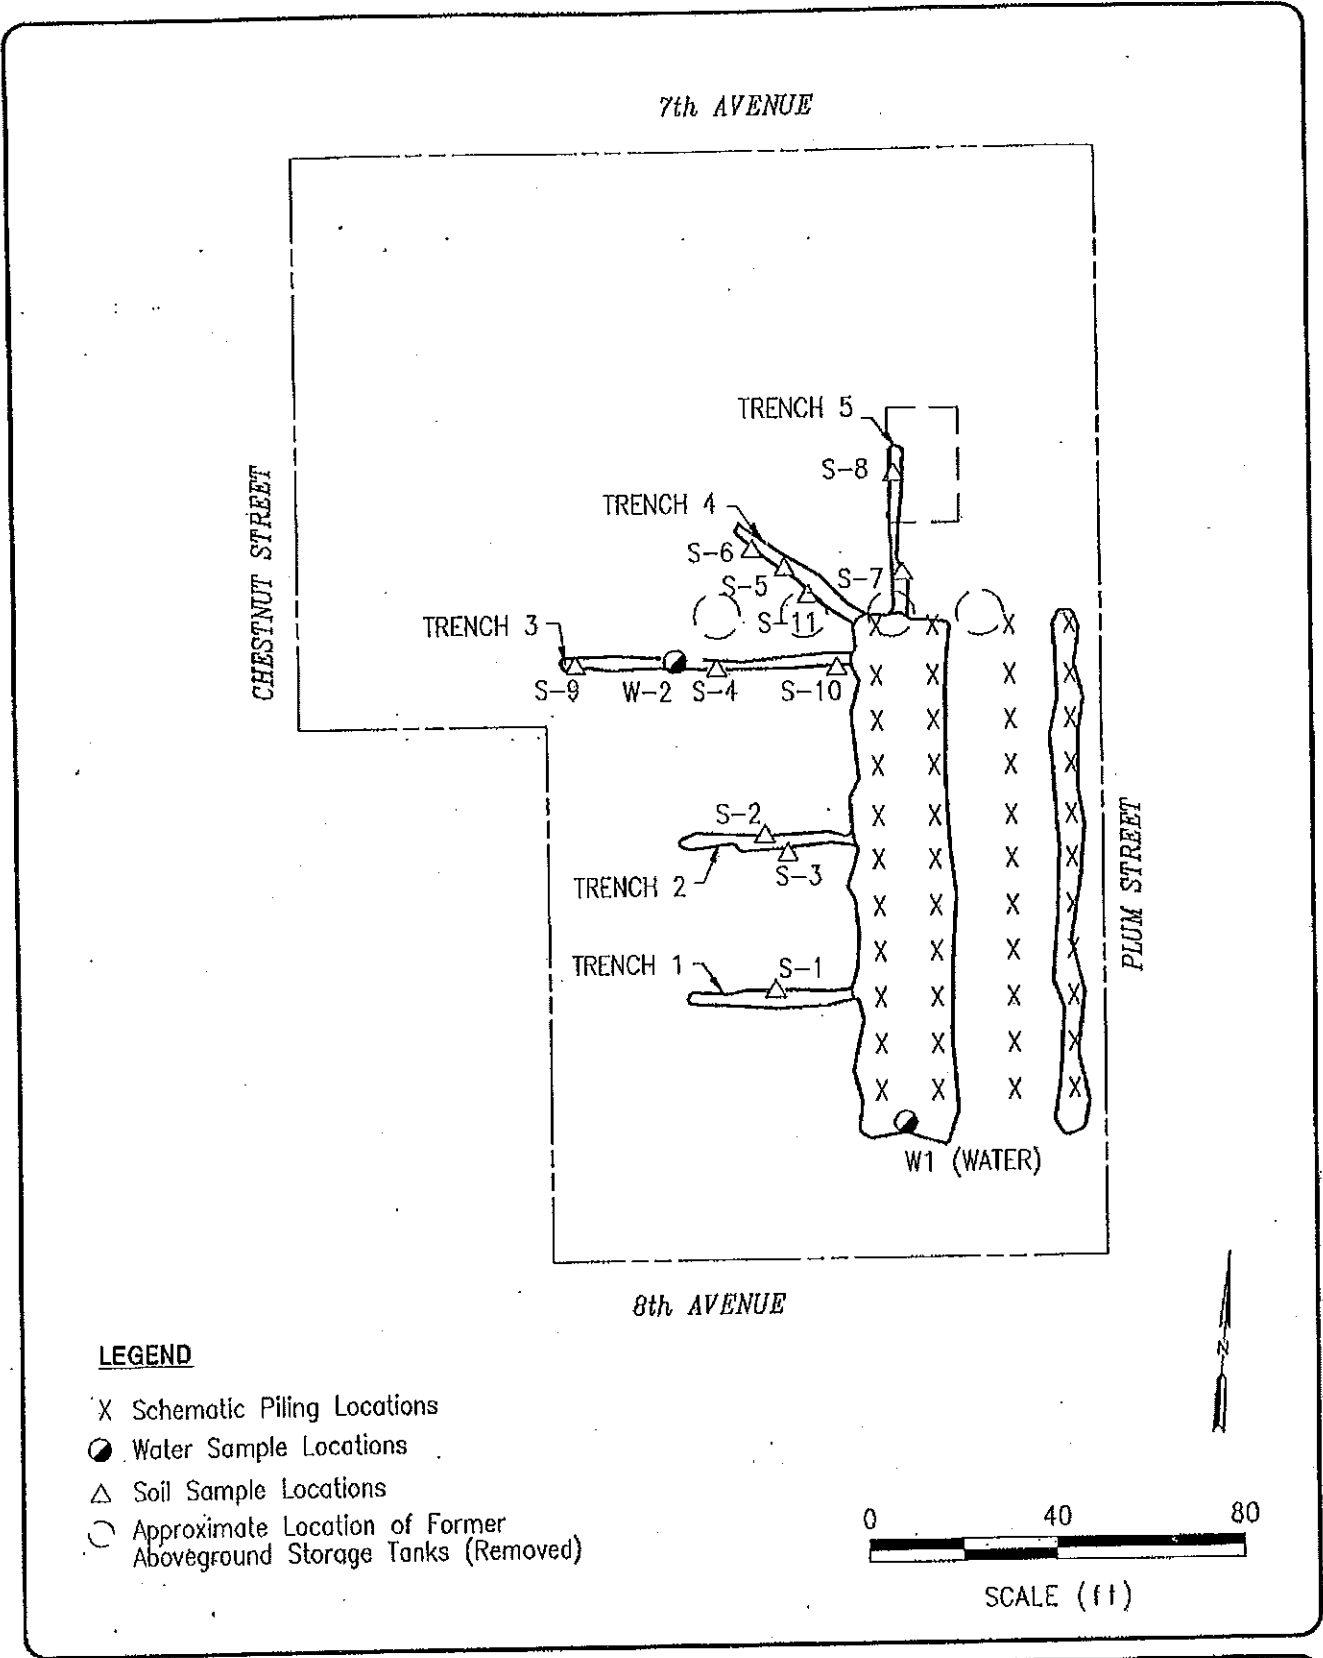 7th AVENUE
TRENCH 5
S-8
TRENCH 4
S-6
S-5
S-7
S-11
CHESTNUT STREET
TRENCH 3
S-9
W-2
S-4
S-10
S-2
S-3
TRENCH 2
PLUM STREET
TRENCH 1
S-1
W1 (WATER)
8th AVENUE
N
LEGEND
X Schematic Piling Locations
Water Sample Locations
Soil Sample Locations
Approximate Location of Former
Aboveground Storage Tanks (Removed)
0 40 80
SCALE (ft)